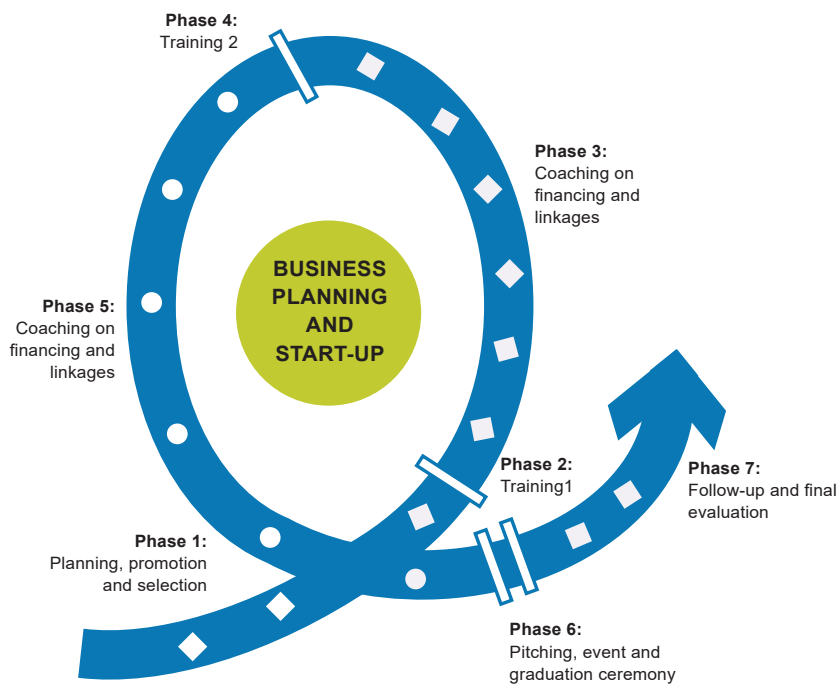 Phase 4:
Training 2
Phase 3:
Coaching on
financing and
linkages
BUSINESS
PLANNING
AND
START-UP
Phase 5:
Coaching on
financing and
linkages
Phase 2:
Training1
Phase 7:
Follow-up and final
evaluation
Phase 1:
Planning, promotion
and selection
Phase 6:
Pitching, event and
graduation ceremony